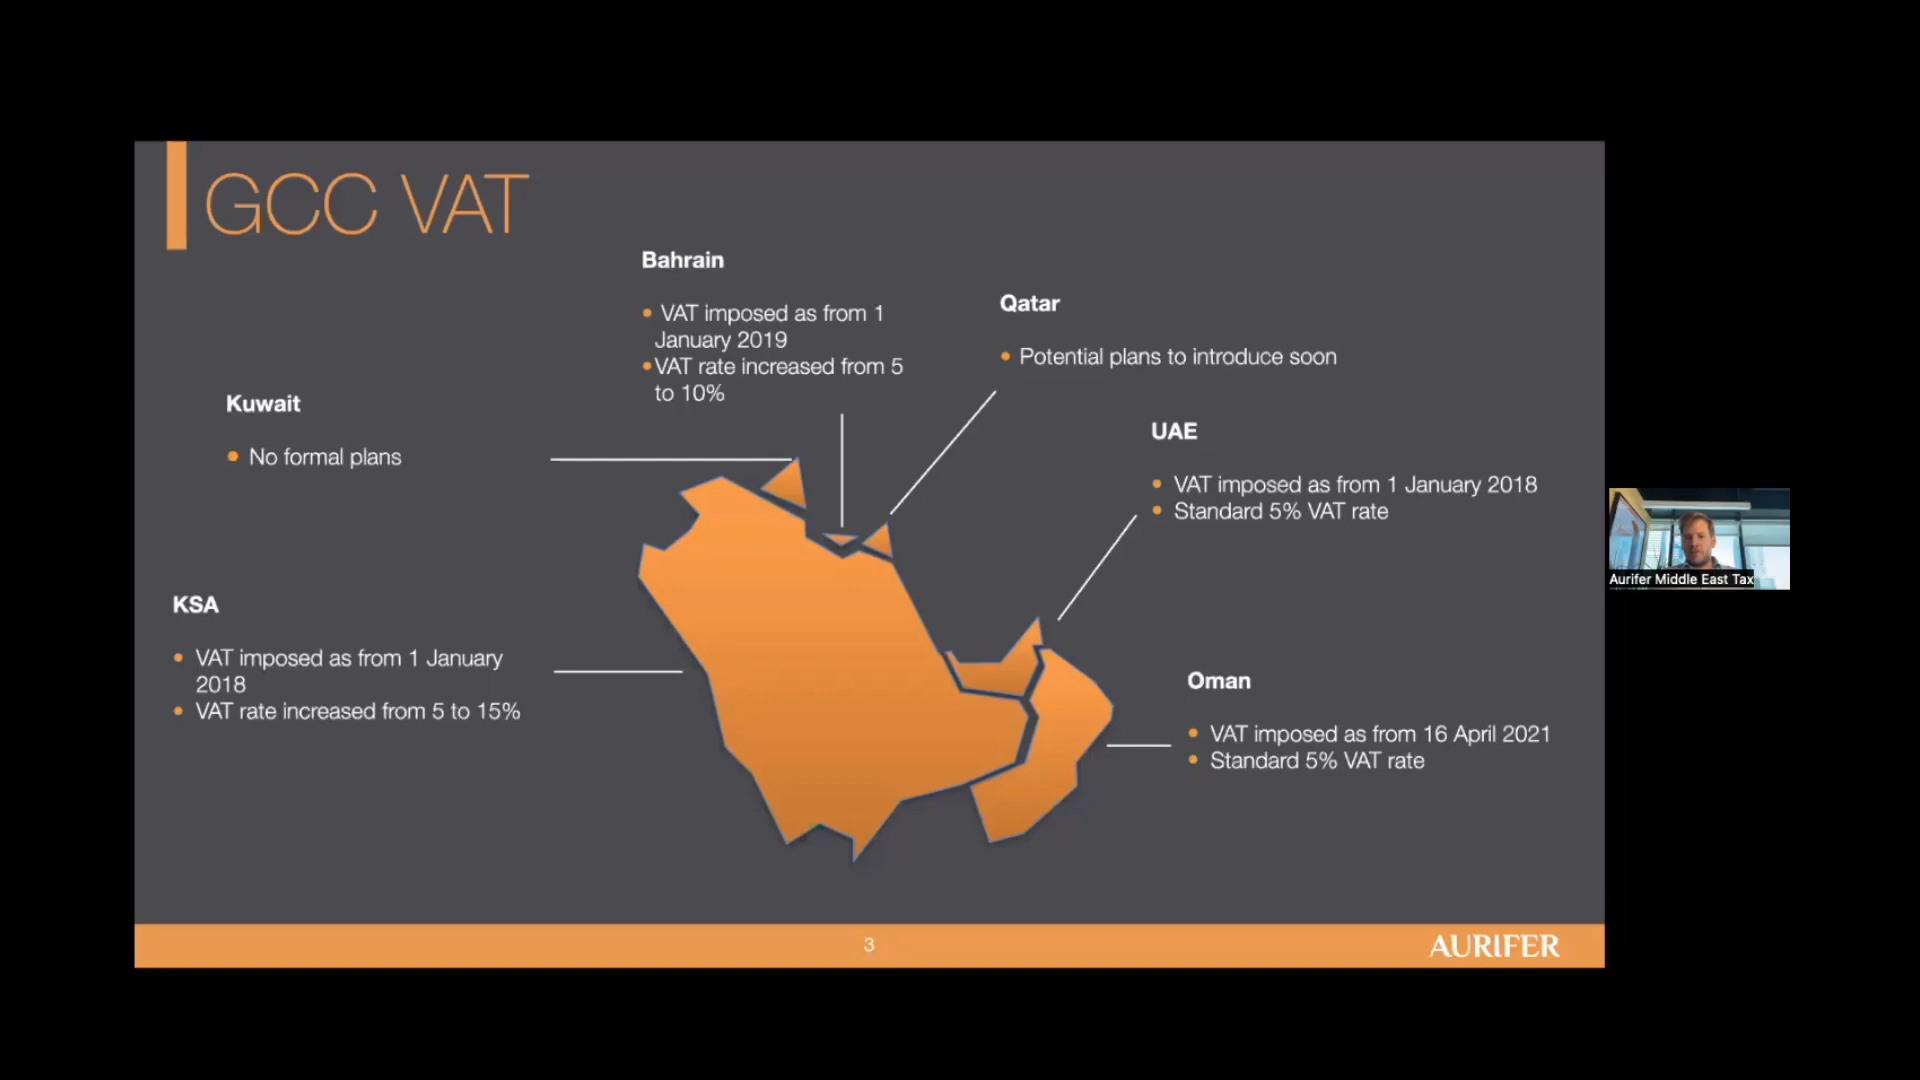 GCC VAT
Bahrain
• VAT imposed as from 1
January 2019
• VAT rate increased from 5
to 10%
Qatar
• Potential plans to introduce soon
Kuwait
• No formal plans
UAE
• VAT imposed as from 1 January 2018
• Standard 5% VAT rate
KSA
• VAT imposed as from 1 January
2018
• VAT rate increased from 5 to 15%
Oman
• VAT imposed as from 16 April 2021
• Standard 5% VAT rate
3
AURIFER
Aurifer Middle East Tax